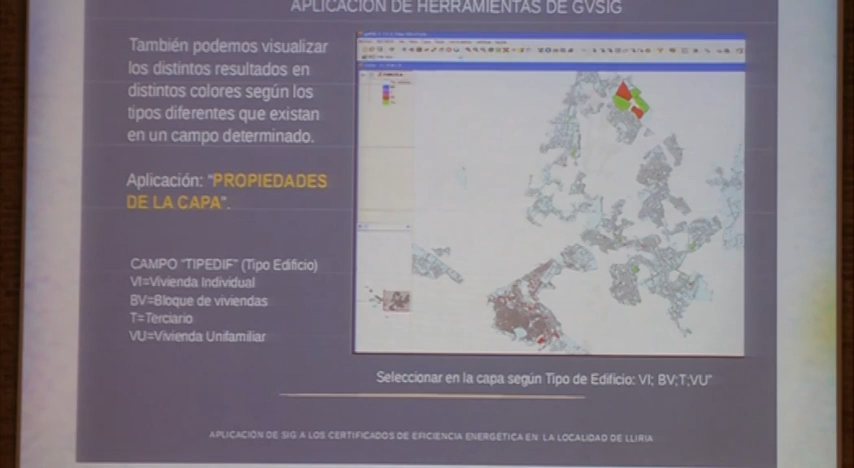 APLICACIÓN DE HERRAMIENTAS DE GVSIG
También podemos visualizar
los distintos resultados en
distintos colores según los
tipos diferentes que existan
en un campo determinado.
Aplicación: "PROPIEDADES
DE LA CAPA".
CAMPO "TIPEDIF" (Tipo Edificio)
VI=Vivienda Individual
BV=Bloque de viviendas
T=Terciario
VU=Vivienda Unifamiliar
Seleccionar en la capa según Tipo de Edificio: VI; BV;T;VU"
APLICACIÓN DE SIG A LOS CERTIFICADOS DE EFICIENCIA ENERGÉTICA EN LA LOCALIDAD DE LLIRIA